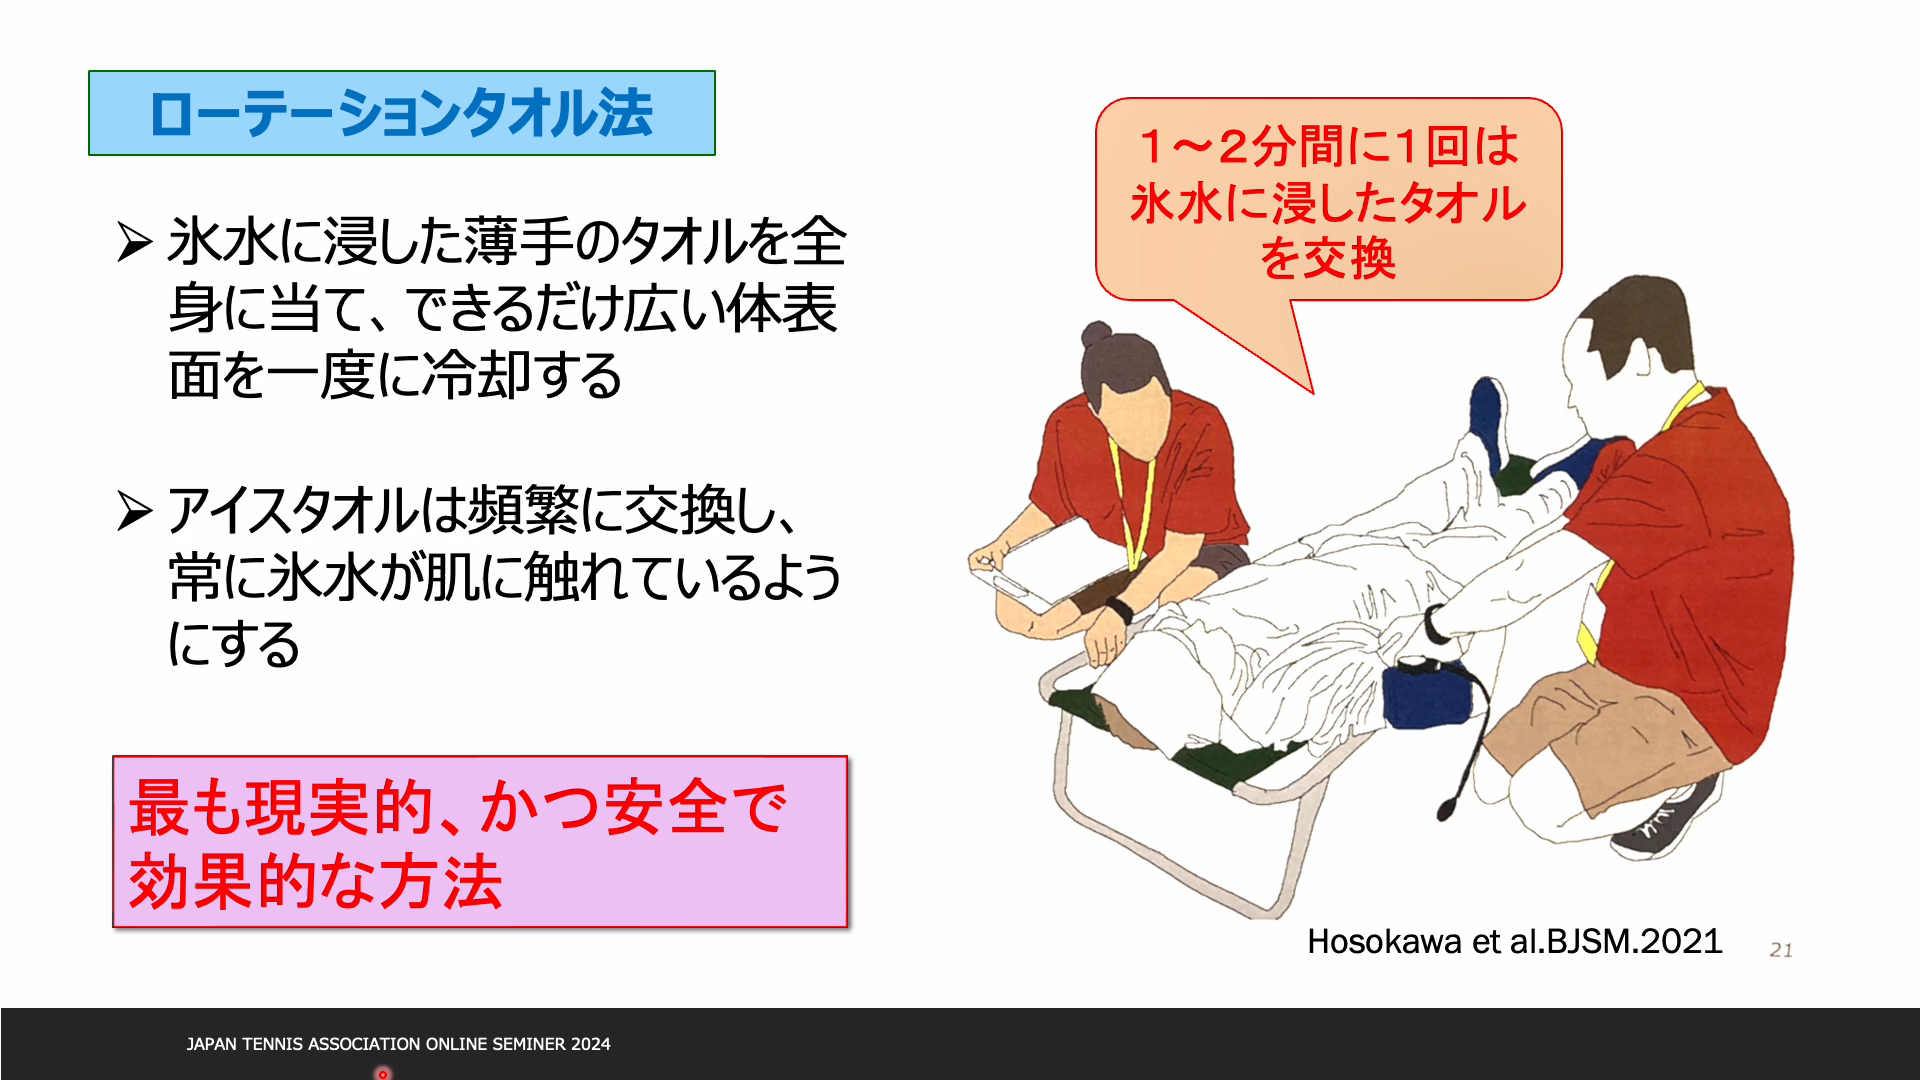 ローテーションタオル法
1～2分間に1回は
氷水に浸したタオル
を交換
氷水に浸した薄手のタオルを全
身に当て、できるだけ広い体表
面を一度に冷却する
アイスタオルは頻繁に交換し、
常に氷水が肌に触れているよう
にする
最も現実的、かつ安全で
効果的な方法
Hosokawa et al.BJSM.2021
21
JAPAN TENNIS ASSOCIATION ONLINE SEMINER 2024